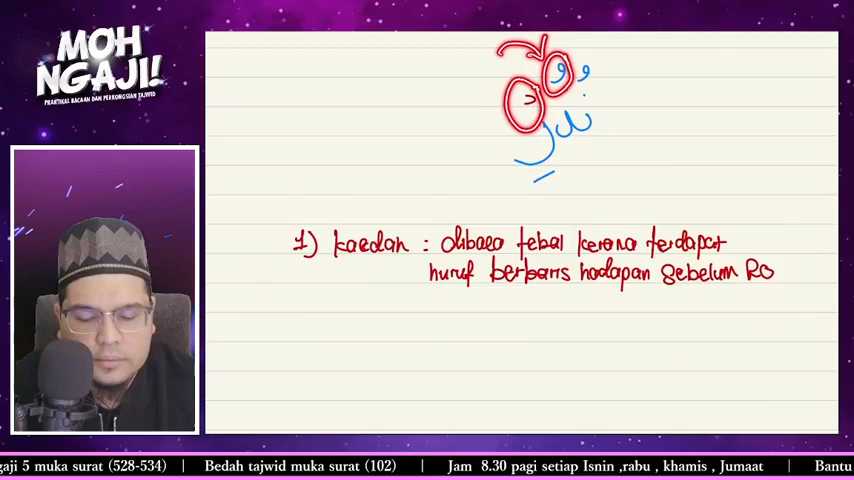 MOH
NGAJI!
PRAKTIKAL BACAAN DAN PERKONGSIAN TAJWID
نُذُرْ
1) kaedah : dibaca tebal kerana terdapat
huruf berbaris hadapan sebelum RO
gaji 5 muka surat (528-534) | Bedah tajwid muka surat (102) | Jam 8.30 pagi setiap Isnin ,rabu , khamis , Jumaat | Bantu